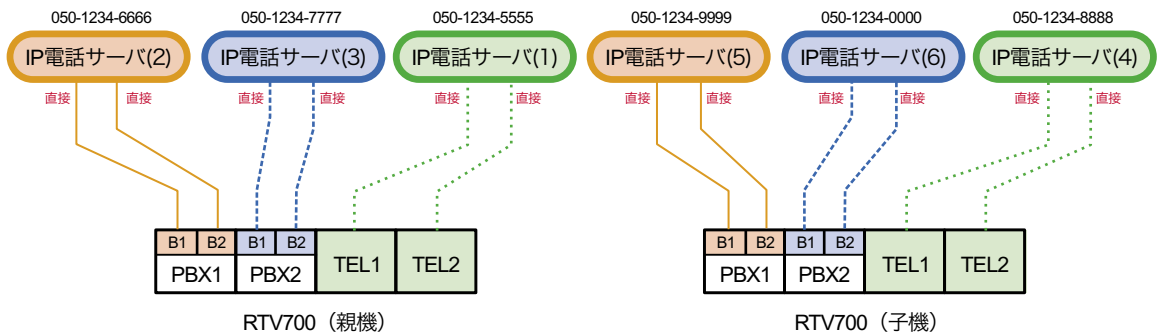 050-1234-6666 050-1234-7777 050-1234-5555 050-1234-9999 050-1234-0000 050-1234-8888
IP電話サーバ(2) IP電話サーバ(3) IP電話サーバ(1) IP電話サーバ(5) IP電話サーバ(6) IP電話サーバ(4)
直接 直接 直接 直接 直接 直接 直接 直接 直接 直接 直接 直接
B1 B2 B1 B2 B1 B2 B1 B2
PBX1 PBX2 TEL1 TEL2 PBX1 PBX2 TEL1 TEL2
RTV700（親機） RTV700（子機）